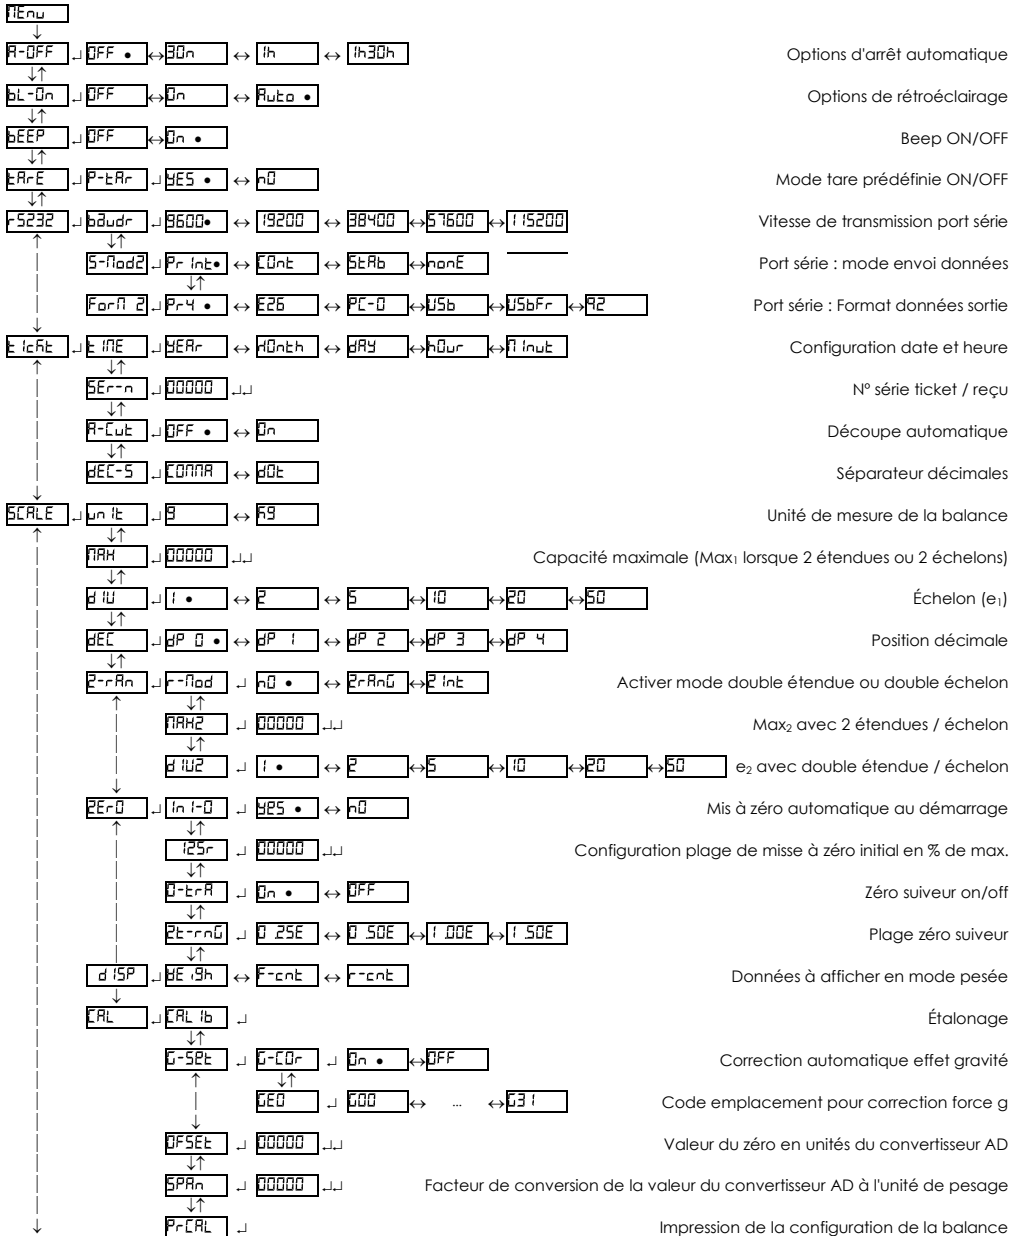 MEnu
↓
A-OFF ↵ OFF • ↔ 30n ↔ 1h ↔ 1h30h Options d'arrêt automatique
↓↑
bL-On ↵ OFF ↔ On ↔ Auto • Options de rétroéclairage
↓↑
bEEP ↵ OFF ↔ On • Beep ON/OFF
↓↑
tArE ↵ P-tAr ↵ YES • ↔ nO Mode tare prédéfinie ON/OFF
↓↑
rS232 ↵ bAudr ↵ 9600• ↔ 19200 ↔ 38400 ↔ 57600 ↔ 115200 Vitesse de transmission port série
↑ ↓↑
S-Mod2 ↵ Print• ↔ COnt ↔ StAb ↔ nonE Port série : mode envoi données
↓↑
ForM 2 ↵ Pr4 • ↔ E26 ↔ PC-0 ↔ USb ↔ USbFr ↔ 92 Port série : Format données sortie
↓
tIckt ↵ tIME ↵ YEAr ↔ MOnth ↔ dAY ↔ hOur ↔ MInut Configuration date et heure
↑ ↓↑
SEr-n ↵ 00000 ↵↵ Nº série ticket / reçu
↓↑
A-Cut ↵ OFF • ↔ On Découpe automatique
↓↑
dEC-S ↵ COMMA ↔ dOt Séparateur décimales
↓
SCALE ↵ unIt ↵ g ↔ kg Unité de mesure de la balance
↑ ↓↑
MAX ↵ 00000 ↵↵ Capacité maximale (Max₁ lorsque 2 étendues ou 2 échelons)
↓↑
dIV ↵ 1 • ↔ 2 ↔ 5 ↔ 10 ↔ 20 ↔ 50 Échelon (e₁)
↓↑
dEC ↵ dP 0 • ↔ dP 1 ↔ dP 2 ↔ dP 3 ↔ dP 4 Position décimale
↓↑
2-rAn ↵ r-Mod ↵ nO • ↔ 2rAnG ↔ 2Int Activer mode double étendue ou double échelon
↑ ↓↑
MAX2 ↵ 00000 ↵↵ Max₂ avec 2 étendues / échelon
↓↑
dIV2 ↵ 1 • ↔ 2 ↔ 5 ↔ 10 ↔ 20 ↔ 50 e₂ avec double étendue / échelon
↓
ZErO ↵ InI-0 ↵ YES • ↔ nO Mis à zéro automatique au démarrage
↑ ↓↑
IZSr ↵ 00000 ↵↵ Configuration plage de misse à zéro initial en % de max.
↓↑
0-trA ↵ On • ↔ OFF Zéro suiveur on/off
↓↑
Zt-rnG ↵ 0.25E ↔ 0.50E ↔ 1.00E ↔ 1.50E Plage zéro suiveur
↓↑
dISP ↵ WEigh ↔ F-cnt ↔ r-cnt Données à afficher en mode pesée
↓
CAL ↵ CALIb ↵ Étalonage
↓↑
G-SEt ↵ G-COr ↵ On • ↔ OFF Correction automatique effet gravité
↑ ↓↑
GEO ↵ G00 ↔ ... ↔ G31 Code emplacement pour correction force g
↓
OFSEt ↵ 00000 ↵↵ Valeur du zéro en unités du convertisseur AD
↓↑
SPAn ↵ 00000 ↵↵ Facteur de conversion de la valeur du convertisseur AD à l'unité de pesage
↓↑
↓ PrCAL ↵ Impression de la configuration de la balance